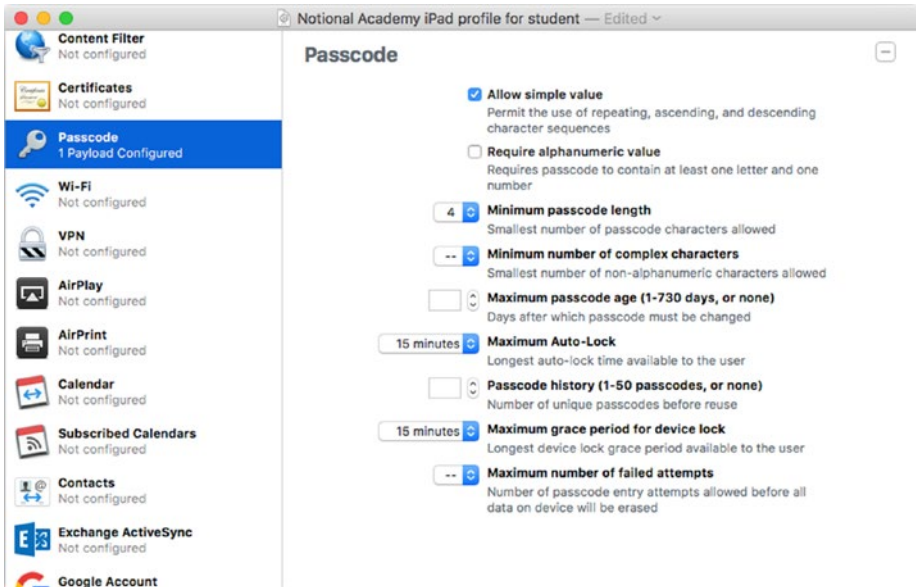 Notional Academy iPad profile for student — Edited
Content Filter
Not configured
Certificates
Not configured
Passcode
1 Payload Configured
Wi-Fi
Not configured
VPN
Not configured
AirPlay
Not configured
AirPrint
Not configured
Calendar
Not configured
Subscribed Calendars
Not configured
Contacts
Not configured
Exchange ActiveSync
Not configured
Google Account
Passcode
Allow simple value
Permit the use of repeating, ascending, and descending
character sequences
Require alphanumeric value
Requires passcode to contain at least one letter and one
number
4 Minimum passcode length
Smallest number of passcode characters allowed
-- Minimum number of complex characters
Smallest number of non-alphanumeric characters allowed
Maximum passcode age (1-730 days, or none)
Days after which passcode must be changed
15 minutes Maximum Auto-Lock
Longest auto-lock time available to the user
Passcode history (1-50 passcodes, or none)
Number of unique passcodes before reuse
15 minutes Maximum grace period for device lock
Longest device lock grace period available to the user
-- Maximum number of failed attempts
Number of passcode entry attempts allowed before all
data on device will be erased